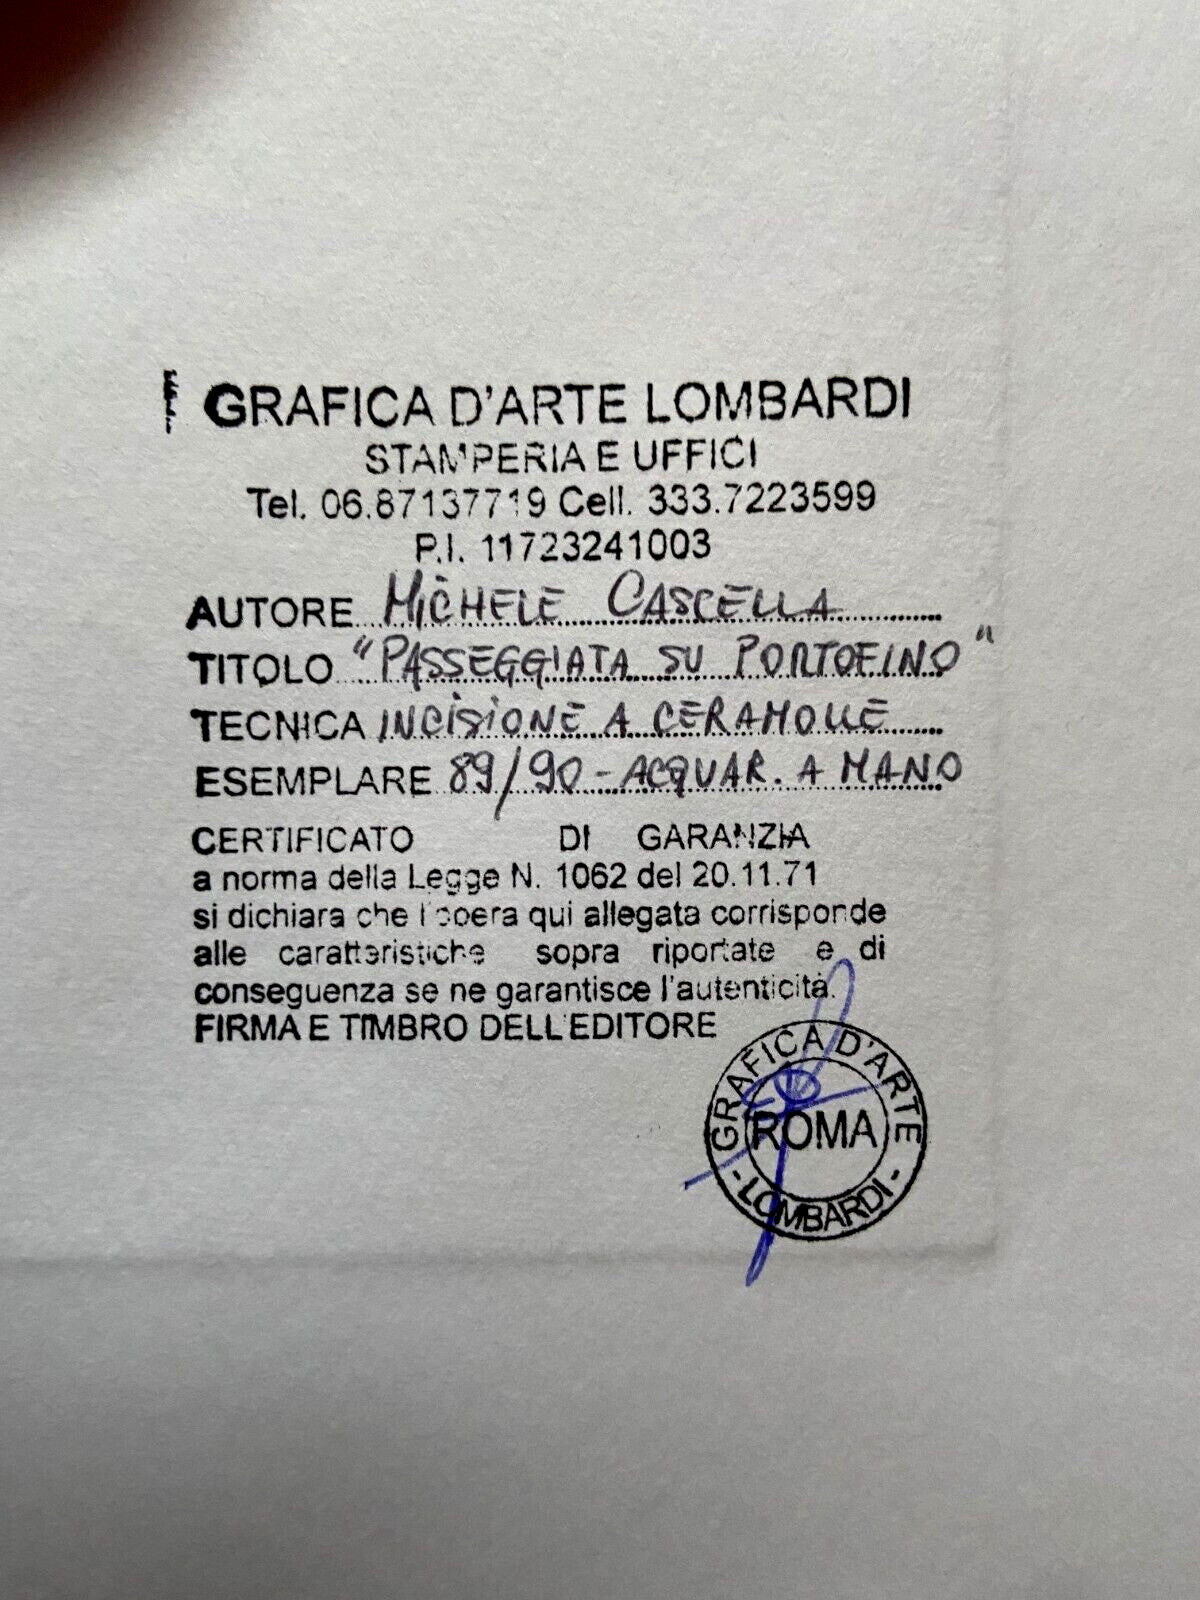 GRAFICA D'ARTE LOMBARDI
STAMPERIA E UFFICI
Tel. 06.87137719 Cell. 333.7223599
P.I. 11723241003
AUTORE MICHELE CASCELLA
TITOLO "PASSEGGIATA SU PORTOFINO"
TECNICA INCISIONE A CERAMOLLE
ESEMPLARE 89/90 - ACQUAR. A MANO
CERTIFICATO DI GARANZIA
a norma della Legge N. 1062 del 20.11.71
si dichiara che l'opera qui allegata corrisponde
alle caratteristiche sopra riportate e di
conseguenza se ne garantisce l'autenticità.
FIRMA E TIMBRO DELL'EDITORE
GRAFICA D'ARTE
ROMA
- LOMBARDI -